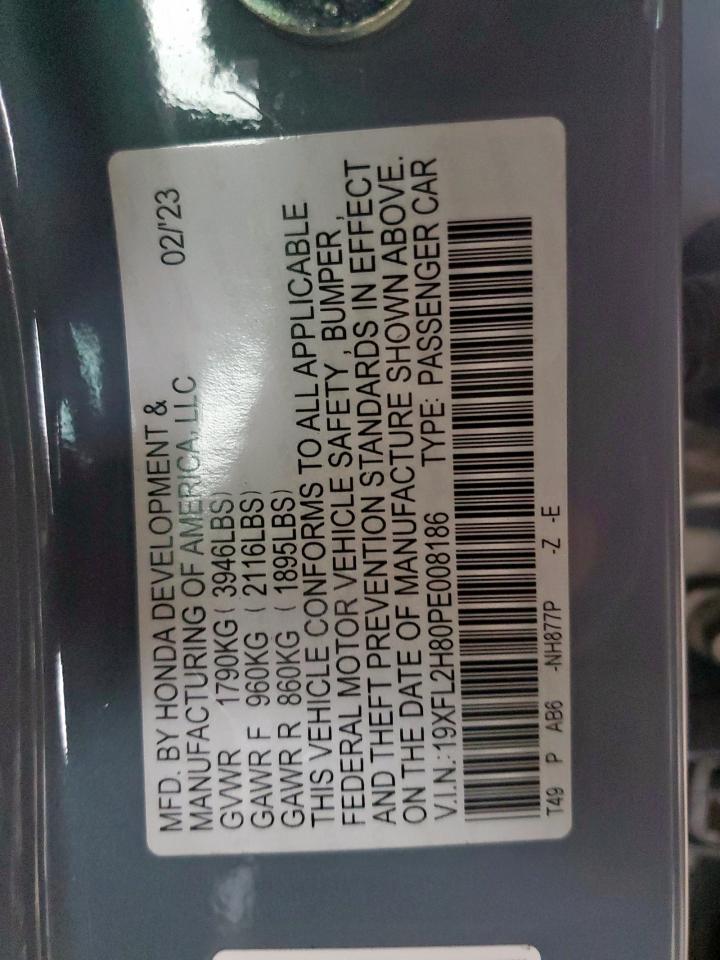 MFD. BY HONDA DEVELOPMENT &
MANUFACTURING OF AMERICA, LLC 02/'23
GVWR 1790KG ( 3946LBS)
GAWR F 960KG ( 2116LBS)
GAWR R 860KG ( 1895LBS)
THIS VEHICLE CONFORMS TO ALL APPLICABLE
FEDERAL MOTOR VEHICLE SAFETY , BUMPER ,
AND THEFT PREVENTION STANDARDS IN EFFECT
ON THE DATE OF MANUFACTURE SHOWN ABOVE.
V.I.N.:19XFL2H80PE008186 TYPE: PASSENGER CAR
T49 P AB6 -NH877P -Z -E